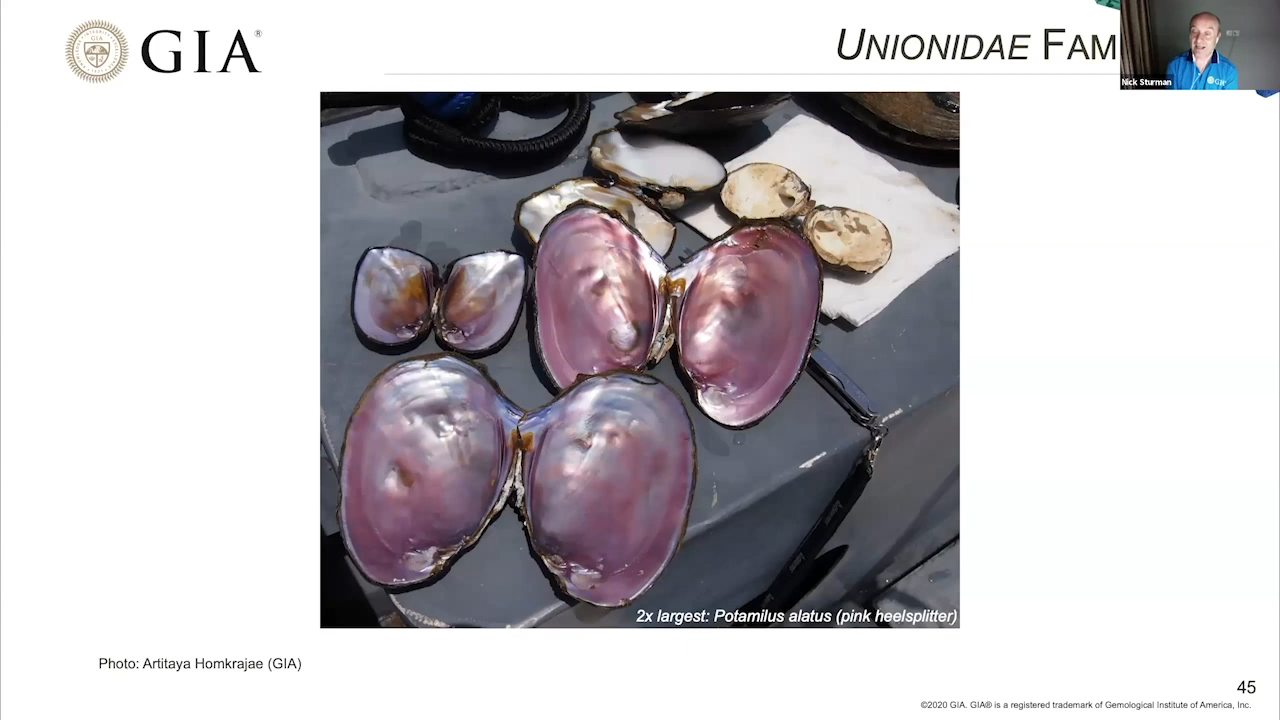 GIA®
UNIONIDAE FAM
Nick Sturman
GIA
2x largest: Potamilus alatus (pink heelsplitter)
Photo: Artitaya Homkrajae (GIA)
45
©2020 GIA. GIA® is a registered trademark of Gemological Institute of America, Inc.